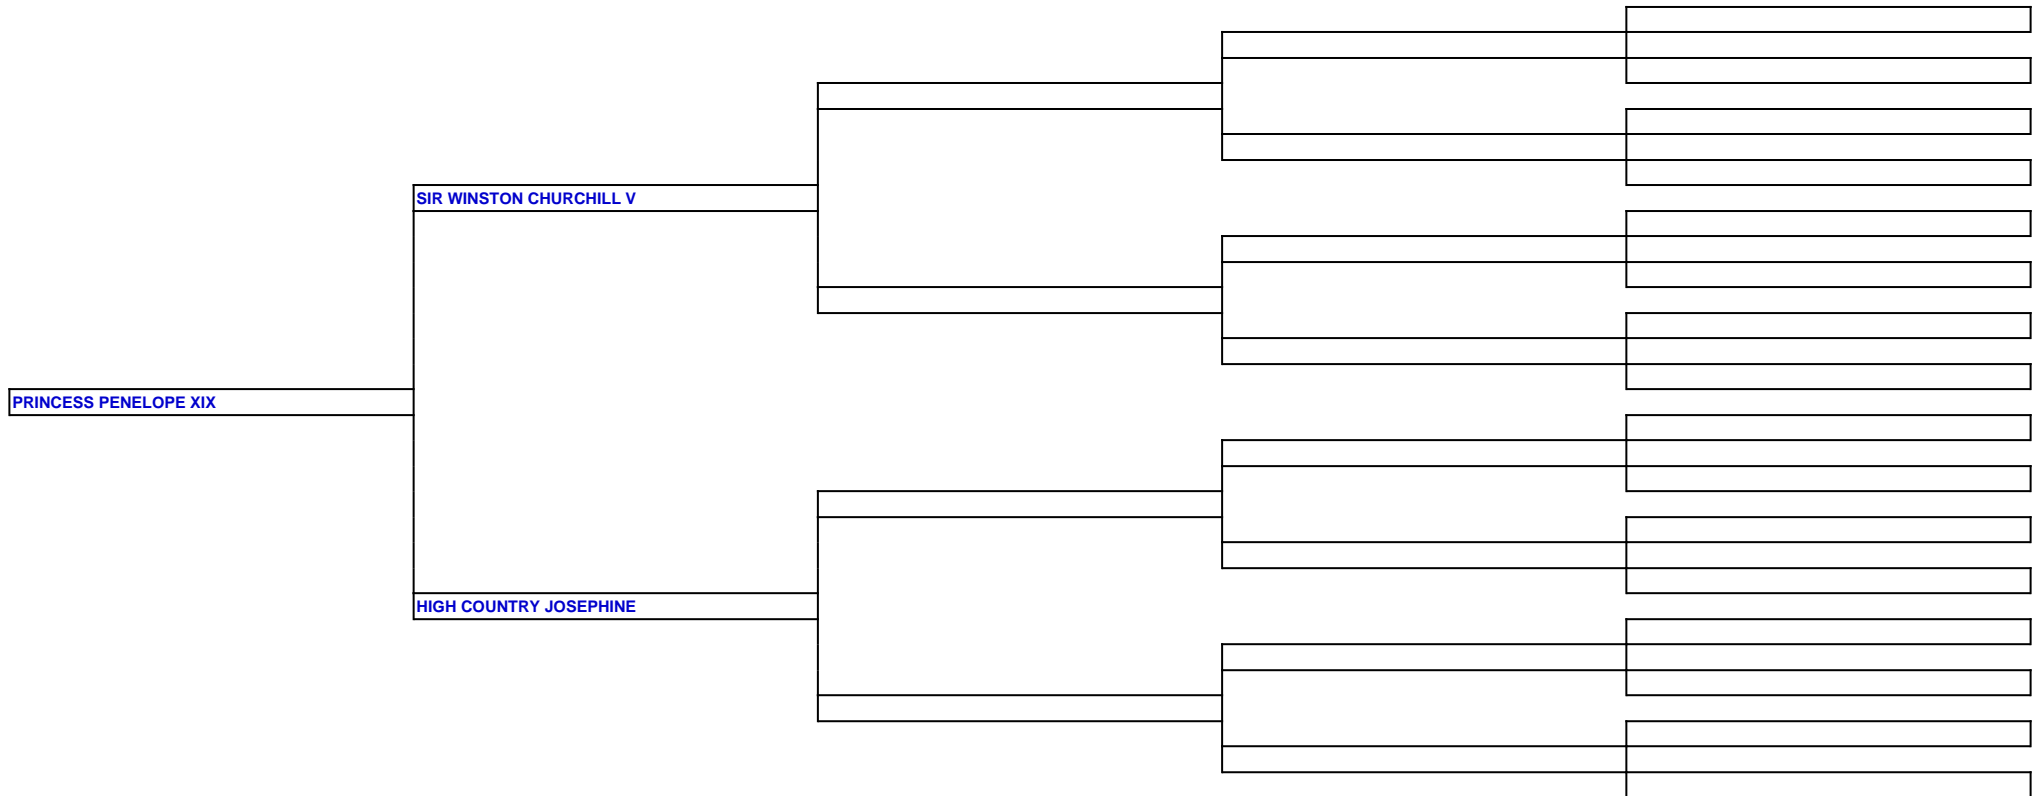 SIR WINSTON CHURCHILL V
PRINCESS PENELOPE XIX
HIGH COUNTRY JOSEPHINE